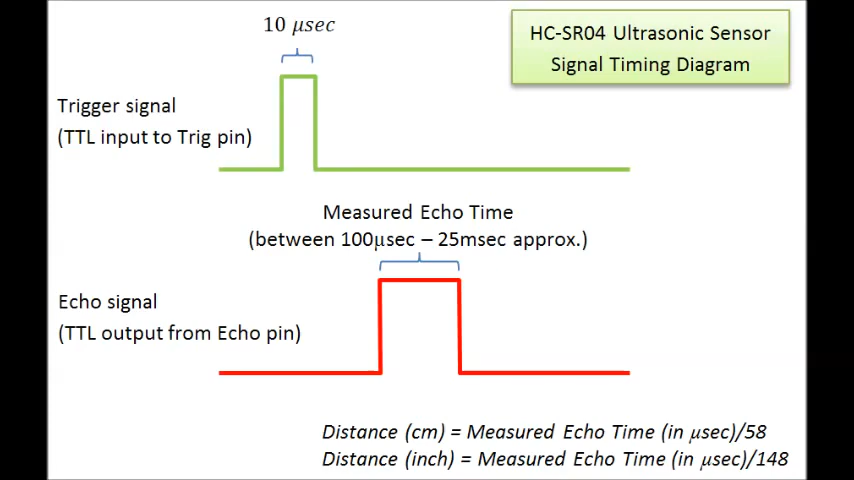 10 μsec
HC-SR04 Ultrasonic Sensor
Signal Timing Diagram
Trigger signal
(TTL input to Trig pin)
Measured Echo Time
(between 100μsec – 25msec approx.)
Echo signal
(TTL output from Echo pin)
Distance (cm) = Measured Echo Time (in μsec)/58
Distance (inch) = Measured Echo Time (in μsec)/148